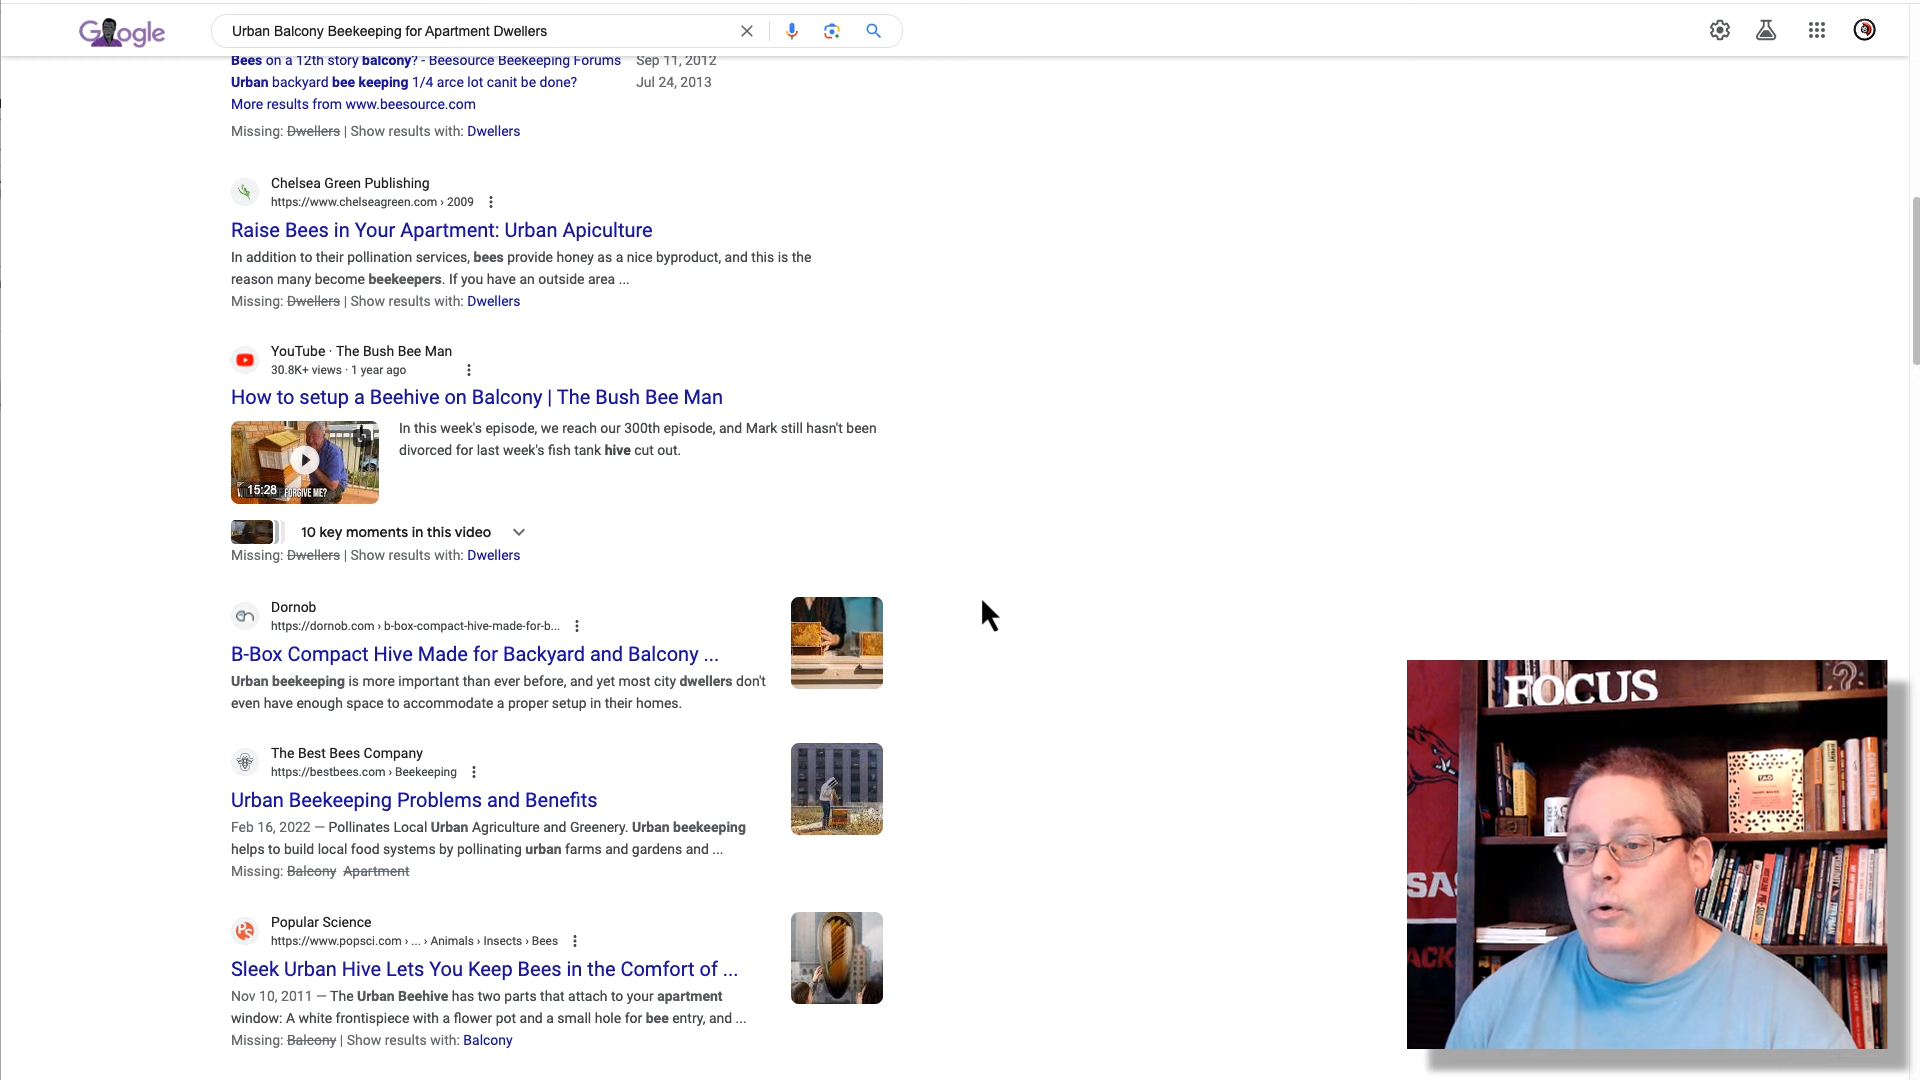 Google
Urban Balcony Beekeeping for Apartment Dwellers
Bees on a 12th story balcony? - Beesource Beekeeping Forums Sep 11, 2012
Urban backyard bee keeping 1/4 arce lot canit be done? Jul 24, 2013
More results from www.beesource.com
Missing: Dwellers | Show results with: Dwellers
Chelsea Green Publishing
https://www.chelseagreen.com › 2009
Raise Bees in Your Apartment: Urban Apiculture
In addition to their pollination services, bees provide honey as a nice byproduct, and this is the
reason many become beekeepers. If you have an outside area ...
Missing: Dwellers | Show results with: Dwellers
YouTube · The Bush Bee Man
30.8K+ views · 1 year ago
How to setup a Beehive on Balcony | The Bush Bee Man
In this week's episode, we reach our 300th episode, and Mark still hasn't been
divorced for last week's fish tank hive cut out.
15:28 FORGIVE ME?
10 key moments in this video
Missing: Dwellers | Show results with: Dwellers
Dornob
https://dornob.com › b-box-compact-hive-made-for-b...
B-Box Compact Hive Made for Backyard and Balcony ...
Urban beekeeping is more important than ever before, and yet most city dwellers don't
even have enough space to accommodate a proper setup in their homes.
The Best Bees Company
https://bestbees.com › Beekeeping
Urban Beekeeping Problems and Benefits
Feb 16, 2022 — Pollinates Local Urban Agriculture and Greenery. Urban beekeeping
helps to build local food systems by pollinating urban farms and gardens and ...
Missing: Balcony Apartment
Popular Science
https://www.popsci.com › ... › Animals › Insects › Bees
Sleek Urban Hive Lets You Keep Bees in the Comfort of ...
Nov 10, 2011 — The Urban Beehive has two parts that attach to your apartment
window: A white frontispiece with a flower pot and a small hole for bee entry, and ...
Missing: Balcony | Show results with: Balcony
FOCUS
SA
ACK
TAO